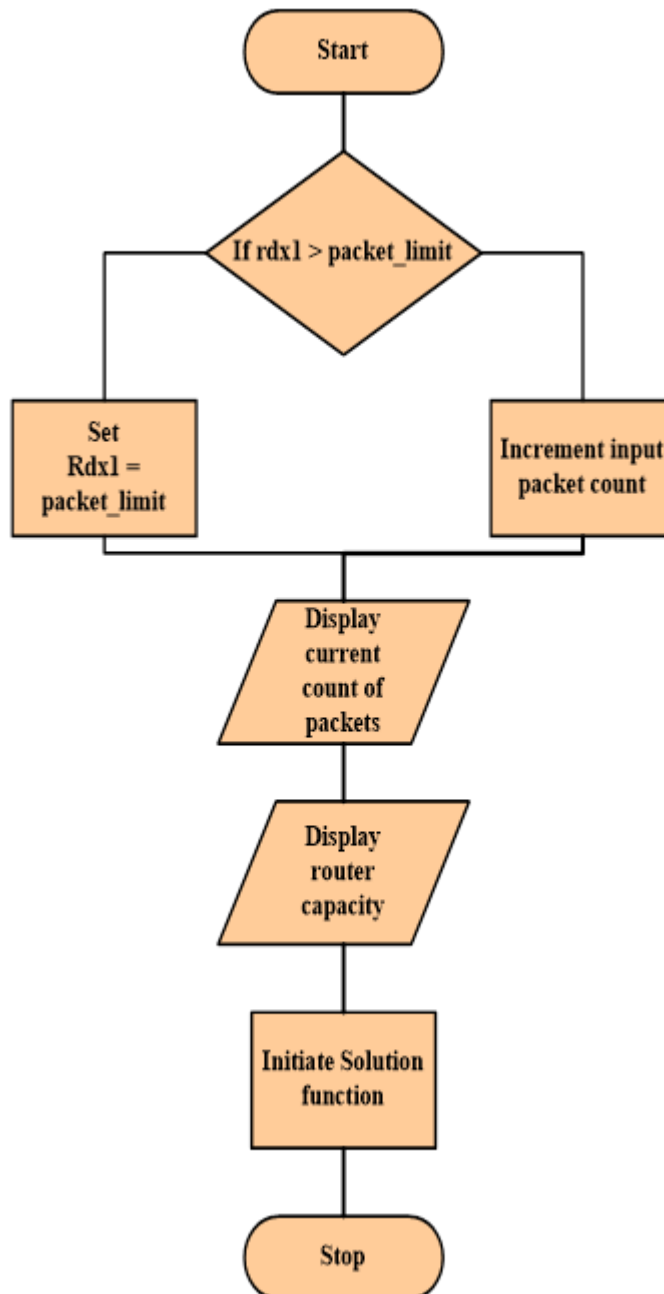 Start
If rdx1 > packet_limit
Set
Rdx1 =
packet_limit
Increment input
packet count
Display
current
count of
packets
Display
router
capacity
Initiate Solution
function
Stop